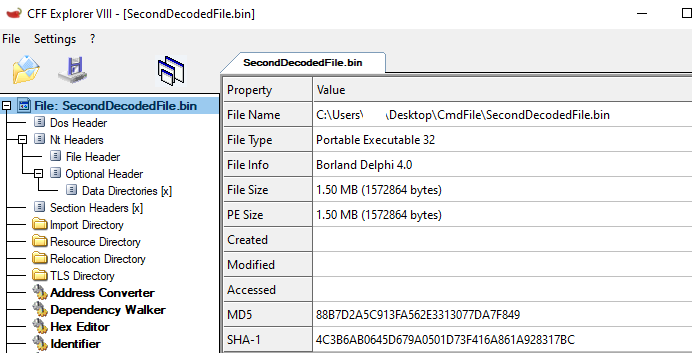 CFF Explorer VIII - [SecondDecodedFile.bin]
File Settings ?
SecondDecodedFile.bin
File: SecondDecodedFile.bin
Dos Header
Nt Headers
File Header
Optional Header
Data Directories [x]
Section Headers [x]
Import Directory
Resource Directory
Relocation Directory
TLS Directory
Address Converter
Dependency Walker
Hex Editor
Identifier
Property Value
File Name C:\Users\ \Desktop\CmdFile\SecondDecodedFile.bin
File Type Portable Executable 32
File Info Borland Delphi 4.0
File Size 1.50 MB (1572864 bytes)
PE Size 1.50 MB (1572864 bytes)
Created
Modified
Accessed
MD5 88B7D2A5C913FA562E3313077DA7F849
SHA-1 4C3B6AB0645D679A0501D73F416A861A928317BC